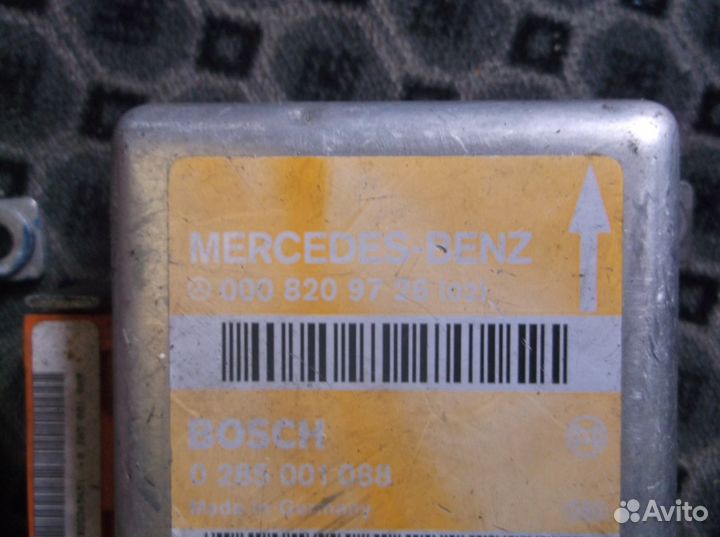 MERCEDES-BENZ
000 820 97 26 (02)
BOSCH
0 285 001 088
Made in Germany
Avito